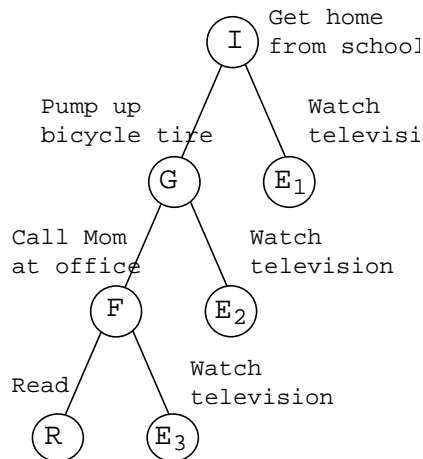 Get home
from school
I
Pump up
bicycle tire
Watch
televisi
G
E1
Call Mom
at office
Watch
television
F
E2
Read
Watch
television
R
E3